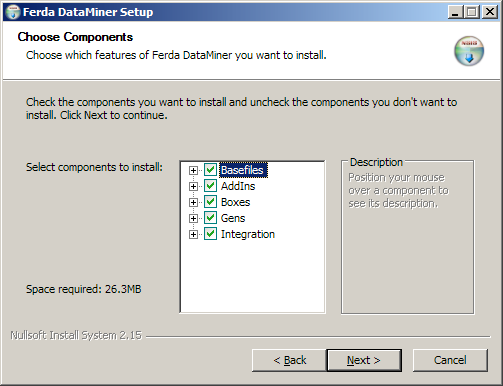 Ferda DataMiner Setup
Choose Components
Choose which features of Ferda DataMiner you want to install.
Check the components you want to install and uncheck the components you don't want to
install. Click Next to continue.
Select components to install:
Basefiles
AddIns
Boxes
Gens
Integration
Description
Position your mouse
over a component to
see its description.
Space required: 26.3MB
Nullsoft Install System 2.15
< Back
Next >
Cancel